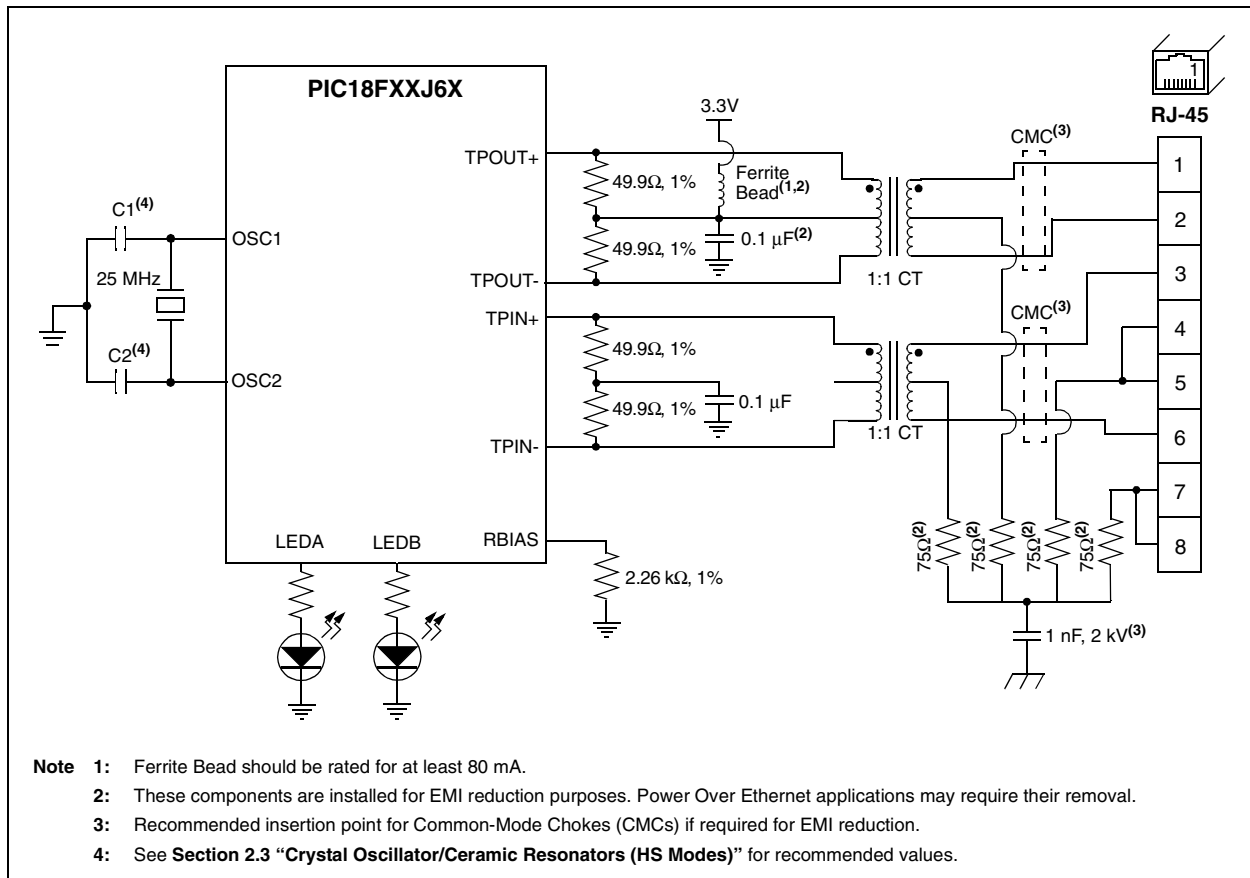 PIC18FXXJ6X
1
RJ-45
3.3V
CMC(3)
TPOUT+
49.9Ω, 1%
Ferrite
Bead(1,2)
1
C1(4)
OSC1
0.1 μF(2)
2
49.9Ω, 1%
25 MHz
TPOUT-
1:1 CT
3
TPIN+
CMC(3)
4
C2(4)
49.9Ω, 1%
OSC2
5
0.1 μF
49.9Ω, 1%
1:1 CT
6
TPIN-
7
LEDA
LEDB
RBIAS
75Ω(2)
75Ω(2)
75Ω(2)
75Ω(2)
8
2.26 kΩ, 1%
1 nF, 2 kV(3)
Note 1: Ferrite Bead should be rated for at least 80 mA.
2: These components are installed for EMI reduction purposes. Power Over Ethernet applications may require their removal.
3: Recommended insertion point for Common-Mode Chokes (CMCs) if required for EMI reduction.
4: See Section 2.3 “Crystal Oscillator/Ceramic Resonators (HS Modes)” for recommended values.